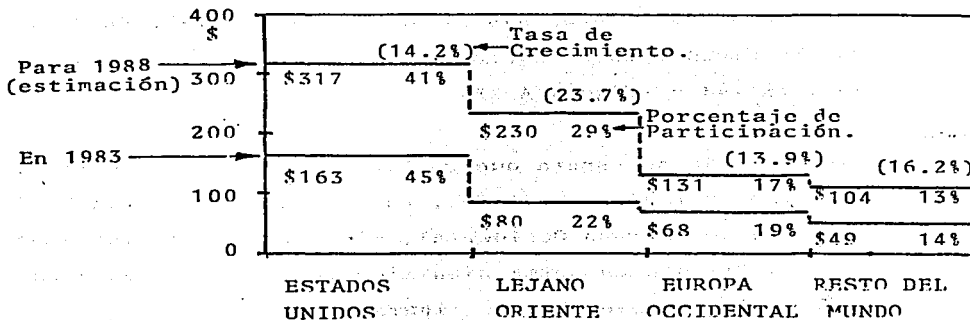 400
$
(14.2%)
Tasa de
Crecimiento.
Para 1988
(estimación)
300
$317 41%
(23.7%)
200
$230 29%
Porcentaje de
Participación.
En 1983
(13.9%)
(16.2%)
$163 45%
$131 17%
$104 13%
100
$80 22%
$68 19%
$49 14%
0
ESTADOS
UNIDOS
LEJANO
ORIENTE
EUROPA
OCCIDENTAL
RESTO DEL
MUNDO